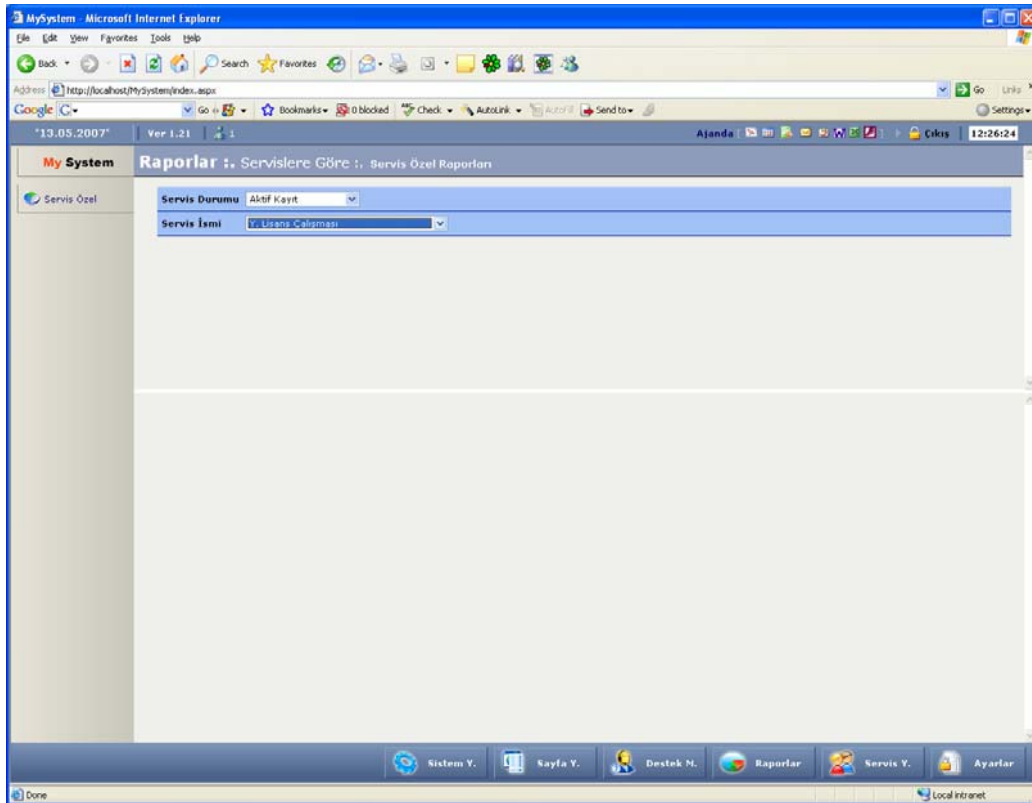 MySystem - Microsoft Internet Explorer
File Edit View Favorites Tools Help
Back Search Favorites
Address http://localhost/MySystem/index.aspx Go Links
Google G Go Bookmarks 0 blocked Check AutoLink AutoFill Send to Settings
"13.05.2007" Ver 1.21 1 Ajanda Çıkış 12:26:24
My System Raporlar :. Servislere Göre :. Servis Özel Raporları
Servis Özel Servis Durumu Aktif Kayıt
Servis İsmi Y. Lisans Çalışması
Sistem Y. Sayfa Y. Destek M. Raporlar Servis Y. Ayarlar
Done Local intranet